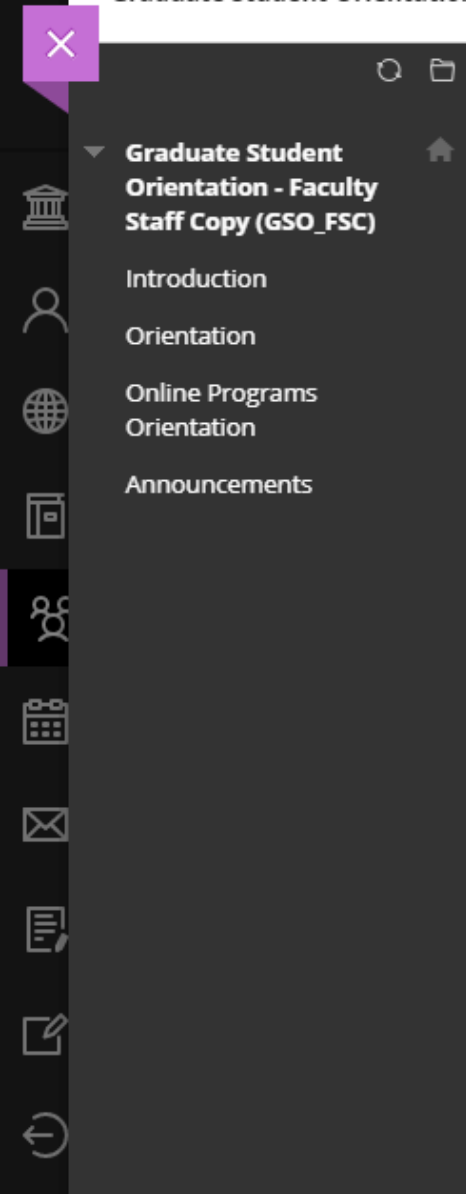 Graduate Student
Orientation - Faculty
Staff Copy (GSO_FSC)
Introduction
Orientation
Online Programs
Orientation
Announcements